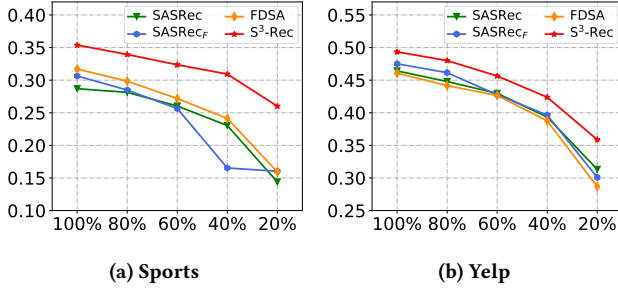 SASRec FDSA
SASRec_F S³-Rec
0.40
0.35
0.30
0.25
0.20
0.15
0.10
100% 80% 60% 40% 20%
(a) Sports
SASRec FDSA
SASRec_F S³-Rec
0.55
0.50
0.45
0.40
0.35
0.30
0.25
100% 80% 60% 40% 20%
(b) Yelp